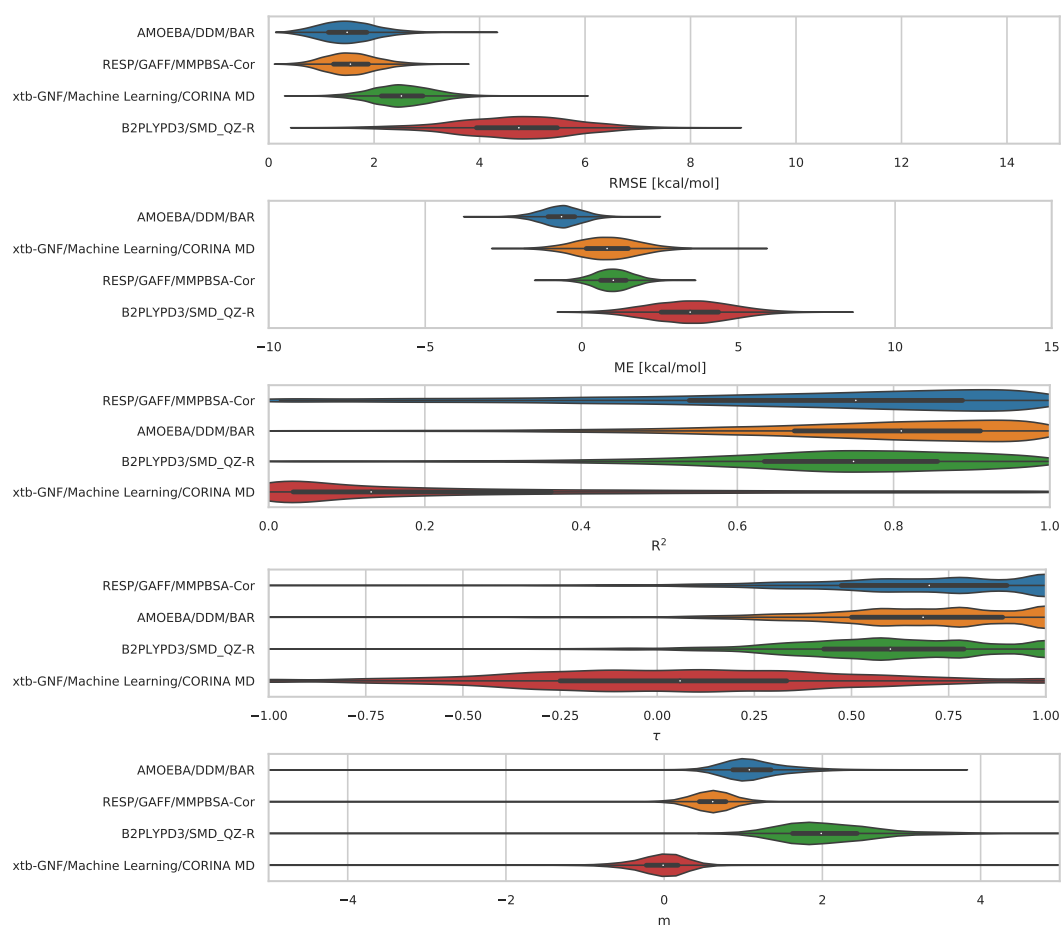 AMOEBA/DDM/BAR
RESP/GAFF/MMPBSA-Cor
xtb-GNF/Machine Learning/CORINA MD
B2PLYPD3/SMD_QZ-R
0 2 4 6 8 10 12 14
RMSE [kcal/mol]
AMOEBA/DDM/BAR
xtb-GNF/Machine Learning/CORINA MD
RESP/GAFF/MMPBSA-Cor
B2PLYPD3/SMD_QZ-R
−10 −5 0 5 10 15
ME [kcal/mol]
RESP/GAFF/MMPBSA-Cor
AMOEBA/DDM/BAR
B2PLYPD3/SMD_QZ-R
xtb-GNF/Machine Learning/CORINA MD
0.0 0.2 0.4 0.6 0.8 1.0
R²
RESP/GAFF/MMPBSA-Cor
AMOEBA/DDM/BAR
B2PLYPD3/SMD_QZ-R
xtb-GNF/Machine Learning/CORINA MD
−1.00 −0.75 −0.50 −0.25 0.00 0.25 0.50 0.75 1.00
τ
AMOEBA/DDM/BAR
RESP/GAFF/MMPBSA-Cor
B2PLYPD3/SMD_QZ-R
xtb-GNF/Machine Learning/CORINA MD
−4 −2 0 2 4
m